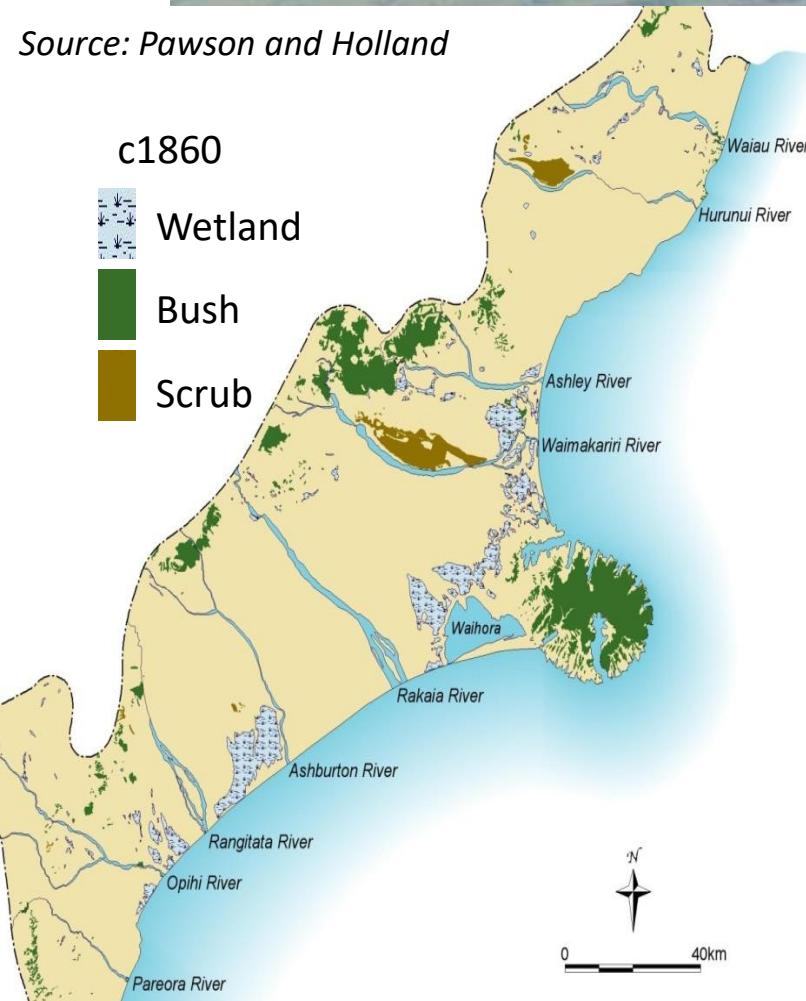 Source: Pawson and Holland
c1860
Wetland
Bush
Scrub
Waiau River
Hurunui River
Ashley River
Waimakariri River
Waihora
Rakaia River
Ashburton River
Rangitata River
Opihi River
Pareora River
N
0 40km